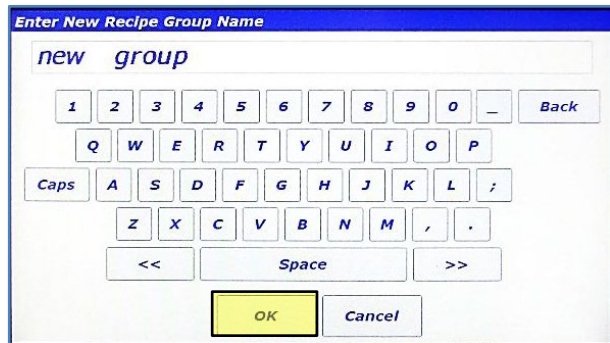 Enter New Recipe Group Name
new group
1 2 3 4 5 6 7 8 9 0 _ Back
Q W E R T Y U I O P
Caps A S D F G H J K L ;
Z X C V B N M , .
<< Space >>
OK Cancel